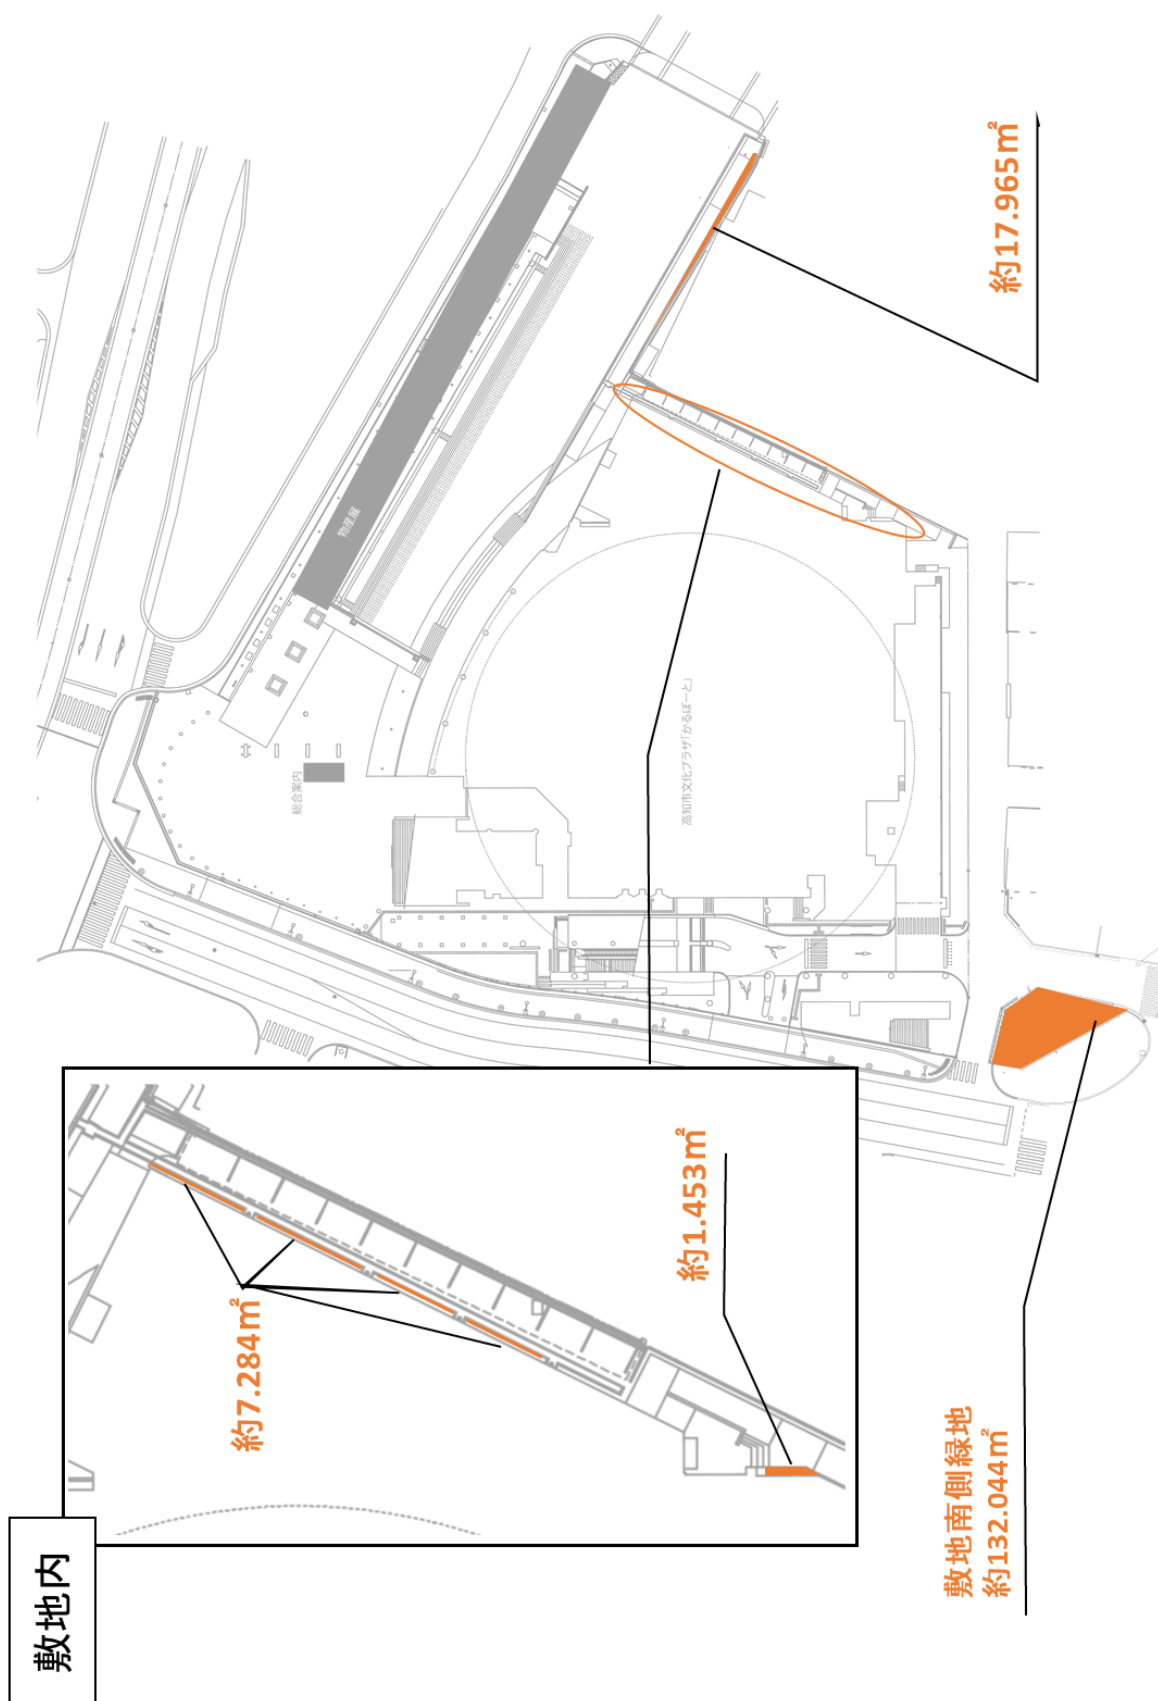 敷地内
物産展
総合案内
高知市文化プラザ「かるぽーと」
約7.284㎡
約1.453㎡
約17.965㎡
敷地南側緑地
約132.044㎡